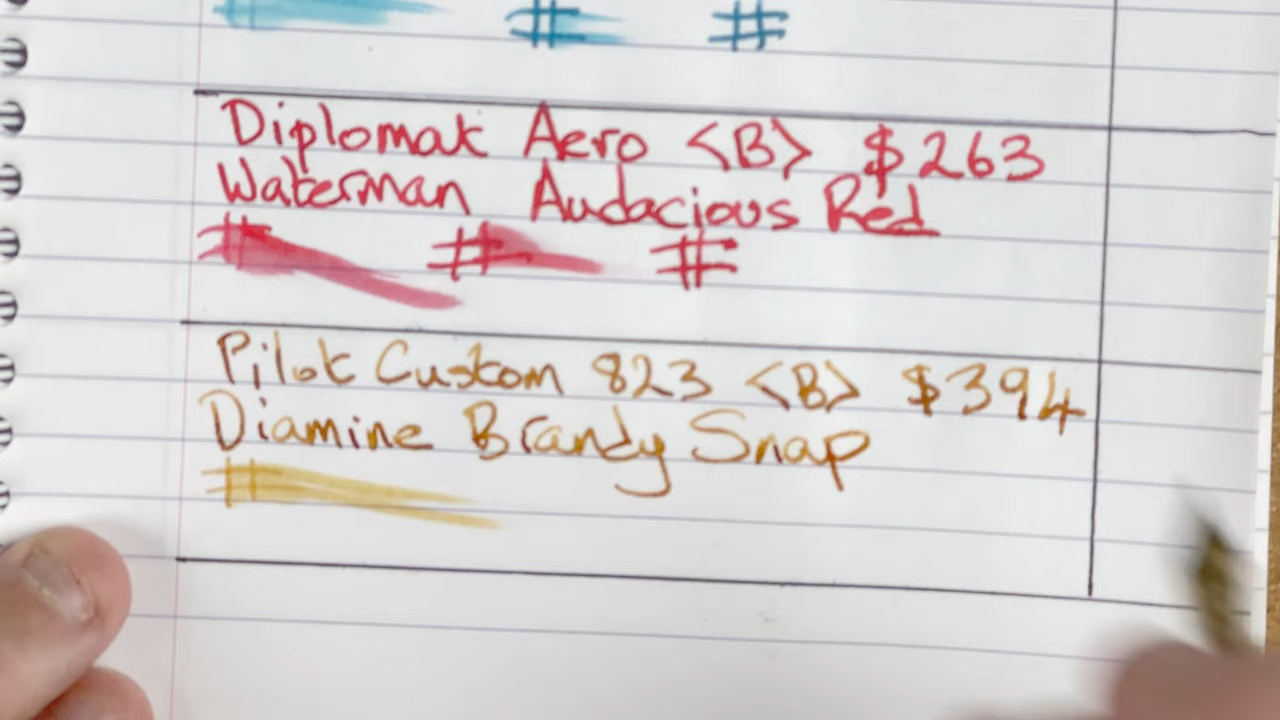 # #
Diplomat Aero <B> $263
Waterman Audacious Red
# # #
Pilot Custom 823 <B> $394
Diamine Brandy Snap
#